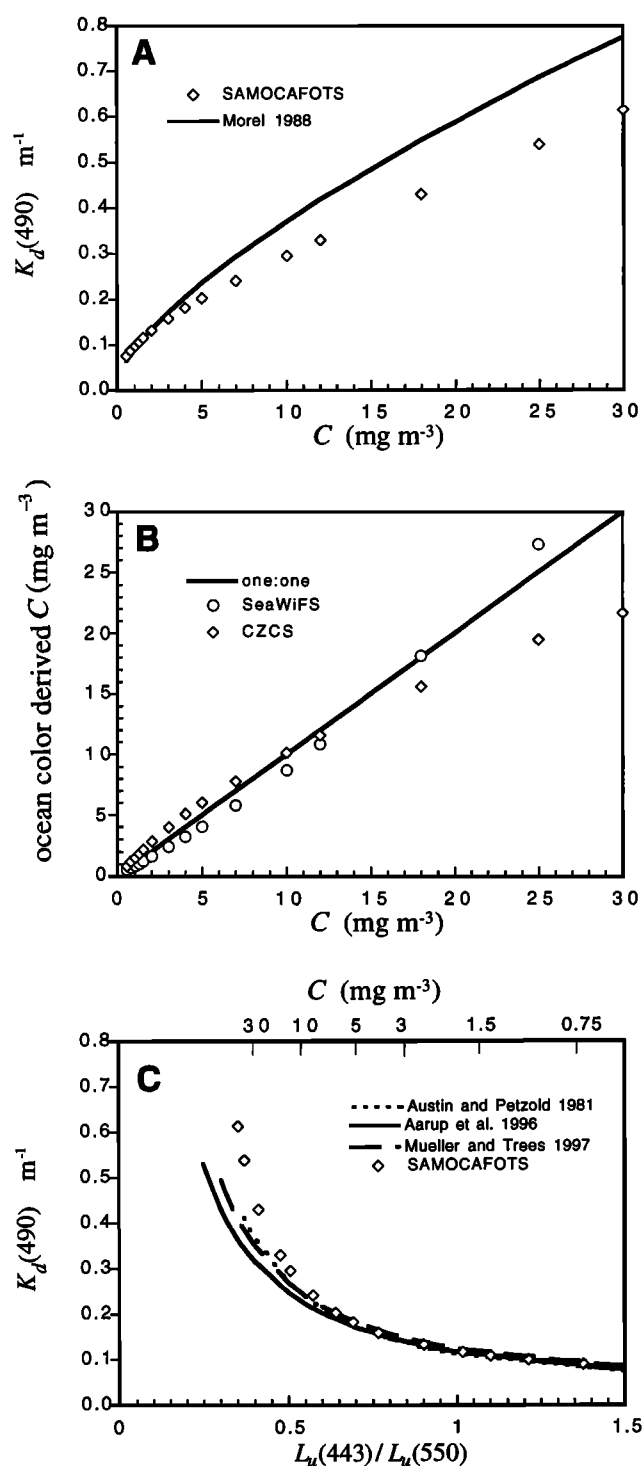 A
SAMOCAFOTS
Morel 1988
K_d(490) m⁻¹
0.8
0.7
0.6
0.5
0.4
0.3
0.2
0.1
0.0
0 5 10 15 20 25 30
C (mg m⁻³)
B
one:one
SeaWiFS
CZCS
ocean color derived C (mg m⁻³)
30
25
20
15
10
5
0
0 5 10 15 20 25 30
C (mg m⁻³)
C (mg m⁻³)
30 10 5 3 1.5 0.75
C
Austin and Petzold 1981
Aarup et al. 1996
Mueller and Trees 1997
SAMOCAFOTS
K_d(490) m⁻¹
0.8
0.7
0.6
0.5
0.4
0.3
0.2
0.1
0.0
0 0.5 1 1.5
L_u(443)/L_u(550)